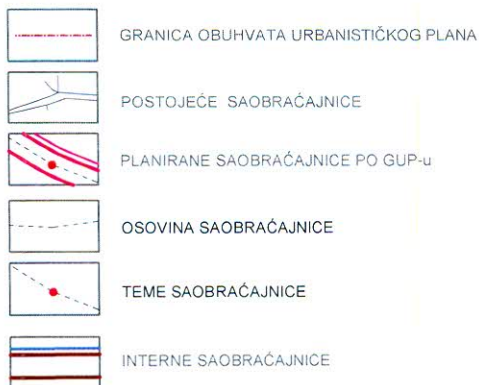 GRANICA OBUHVATA URBANISTIČKOG PLANA
POSTOJEĆE SAOBRAĆAJNICE
PLANIRANE SAOBRAĆAJNICE PO GUP-u
OSOVINA SAOBRAĆAJNICE
TEME SAOBRAĆAJNICE
INTERNE SAOBRAĆAJNICE